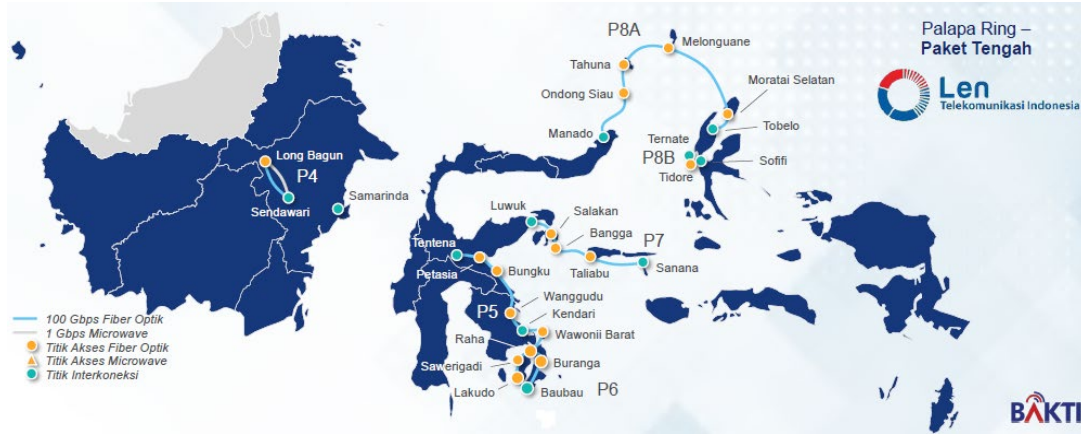 Palapa Ring –
Paket Tengah
Len
Telekomunikasi Indonesia
P8A
Melonguane
Tahuna
Ondong Siau
Manado
Moratai Selatan
Tobelo
Ternate
P8B
Tidore
Sofifi
Long Bagun
P4
Sendawari
Samarinda
Luwuk
Salakan
Bangga
P7
Taliabu
Sanana
Tentena
Petasia
Bungku
Wanggudu
P5
Kendari
Wawonii Barat
Raha
Sawerigadi
Buranga
Lakudo
Baubau
P6
100 Gbps Fiber Optik
1 Gbps Microwave
Titik Akses Fiber Optik
Titik Akses Microwave
Titik Interkoneksi
BAKTI